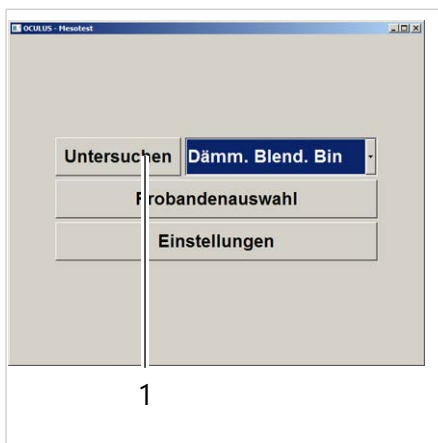 OCULUS - Mesotest
Untersuchen Dämm. Blend. Bin
Probandenauswahl
Einstellungen
1